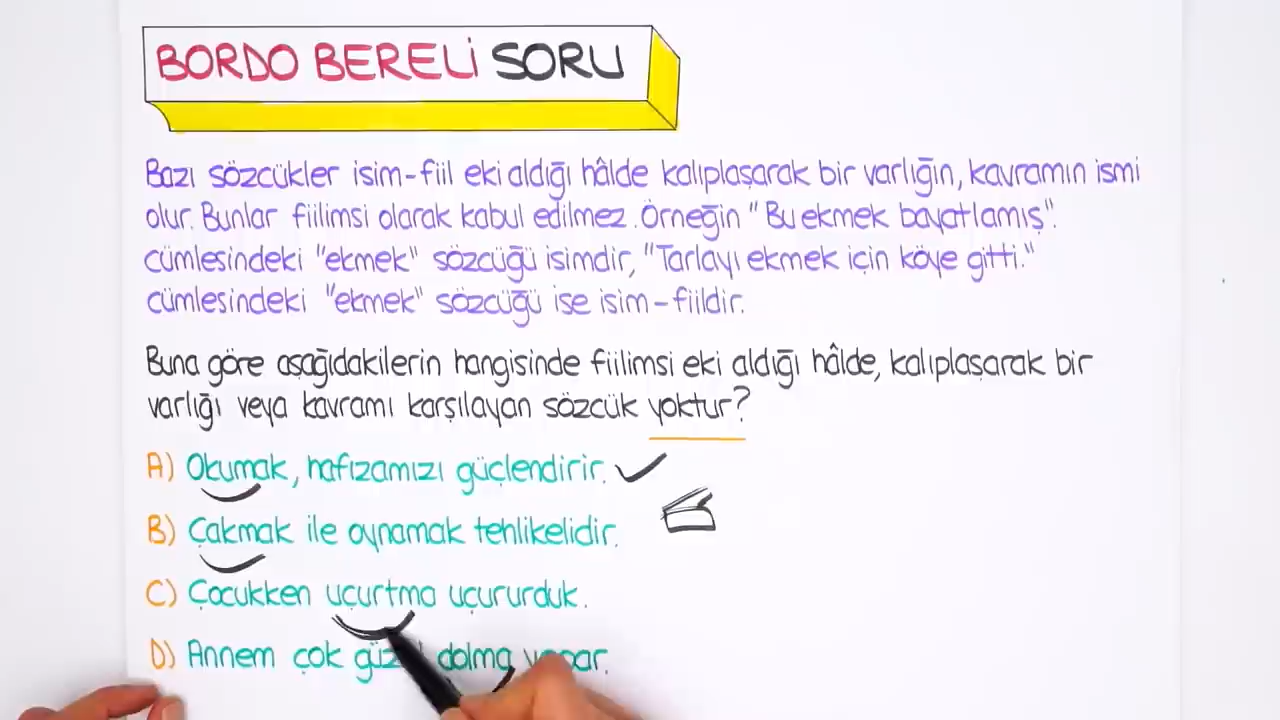 BORDO BERELİ SORU
Bazı sözcükler isim-fiil eki aldığı hâlde kalıplaşarak bir varlığın, kavramın ismi
olur. Bunlar fiilimsi olarak kabul edilmez. Örneğin "Bu ekmek bayatlamış".
cümlesindeki "ekmek" sözcüğü isimdir, "Tarlayı ekmek için köye gitti."
cümlesindeki "ekmek" sözcüğü ise isim-fiildir.
Buna göre aşağıdakilerin hangisinde fiilimsi eki aldığı hâlde, kalıplaşarak bir
varlığı veya kavramı karşılayan sözcük yoktur?
A) Okumak, hafızamızı güçlendirir.
B) Çakmak ile oynamak tehlikelidir.
C) Çocukken uçurtma uçururduk.
D) Annem çok dolma